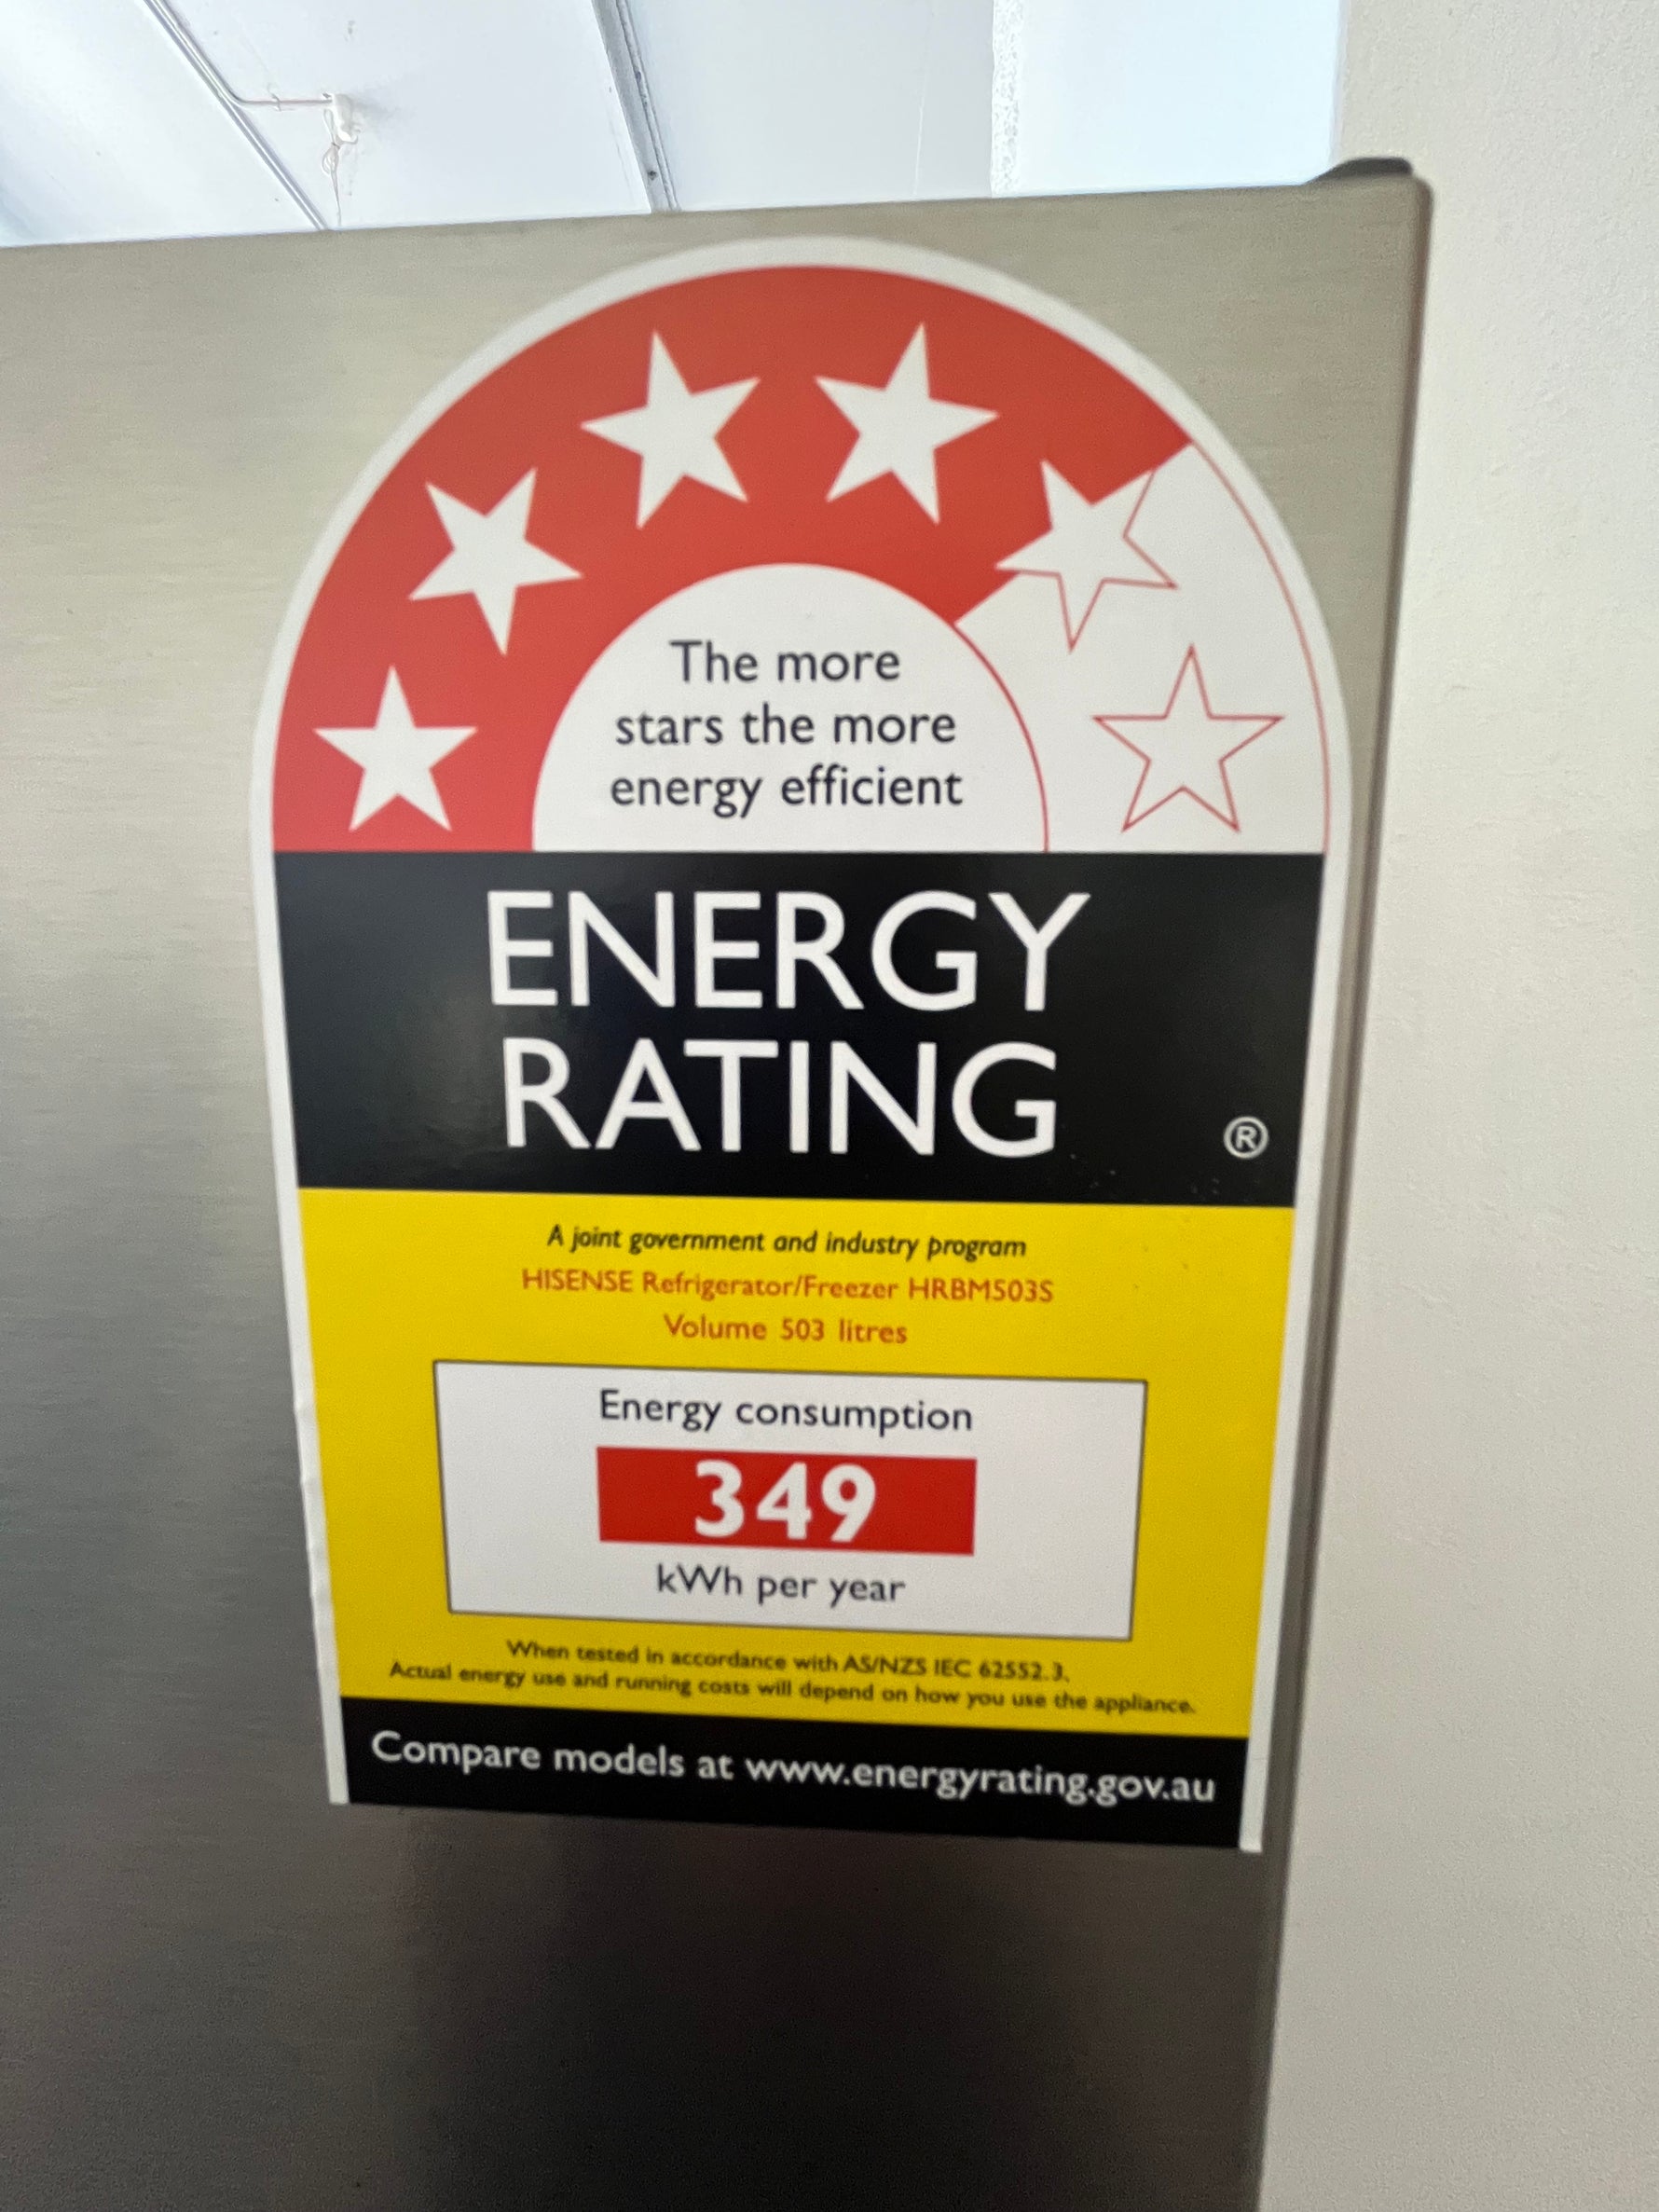 The more
stars the more
energy efficient
ENERGY
RATING
®
A joint government and industry program
HISENSE Refrigerator/Freezer HRBM503S
Volume 503 litres
Energy consumption
349
kWh per year
When tested in accordance with AS/NZS IEC 62552.3.
Actual energy use and running costs will depend on how you use the appliance.
Compare models at www.energyrating.gov.au